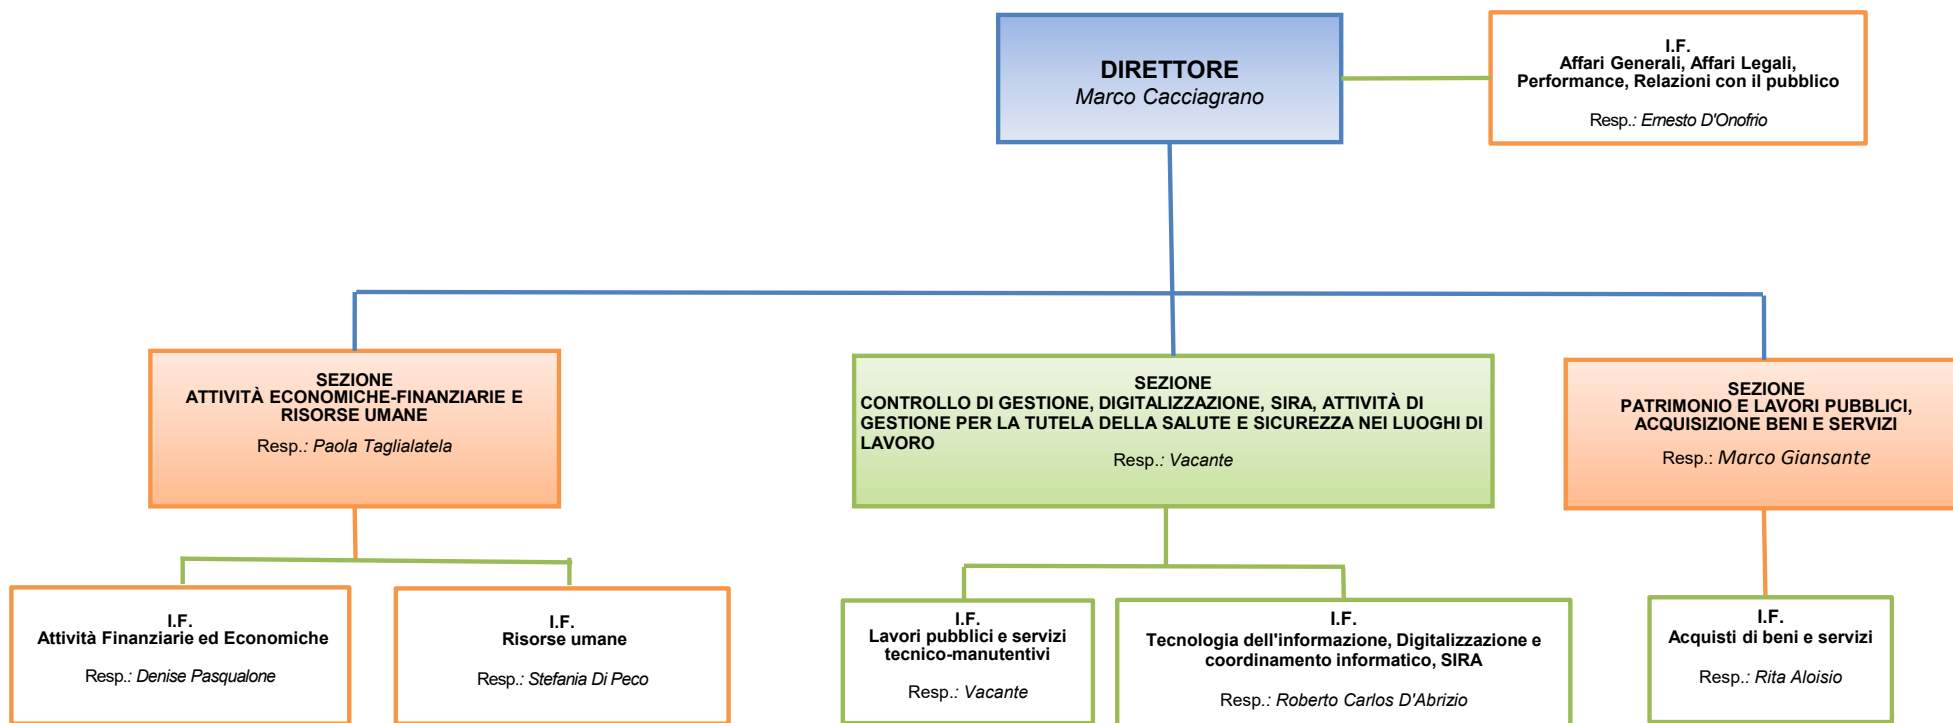 DIRETTORE
Marco Cacciagrano
I.F.
Affari Generali, Affari Legali,
Performance, Relazioni con il pubblico
Resp.: Ernesto D'Onofrio
SEZIONE
ATTIVITÀ ECONOMICHE-FINANZIARIE E
RISORSE UMANE
Resp.: Paola Taglialatela
SEZIONE
CONTROLLO DI GESTIONE, DIGITALIZZAZIONE, SIRA, ATTIVITÀ DI
GESTIONE PER LA TUTELA DELLA SALUTE E SICUREZZA NEI LUOGHI DI
LAVORO
Resp.: Vacante
SEZIONE
PATRIMONIO E LAVORI PUBBLICI,
ACQUISIZIONE BENI E SERVIZI
Resp.: Marco Giansante
I.F.
Attività Finanziarie ed Economiche
Resp.: Denise Pasqualone
I.F.
Risorse umane
Resp.: Stefania Di Peco
I.F.
Lavori pubblici e servizi
tecnico-manutentivi
Resp.: Vacante
I.F.
Tecnologia dell'informazione, Digitalizzazione e
coordinamento informatico, SIRA
Resp.: Roberto Carlos D'Abrizio
I.F.
Acquisti di beni e servizi
Resp.: Rita Aloisio